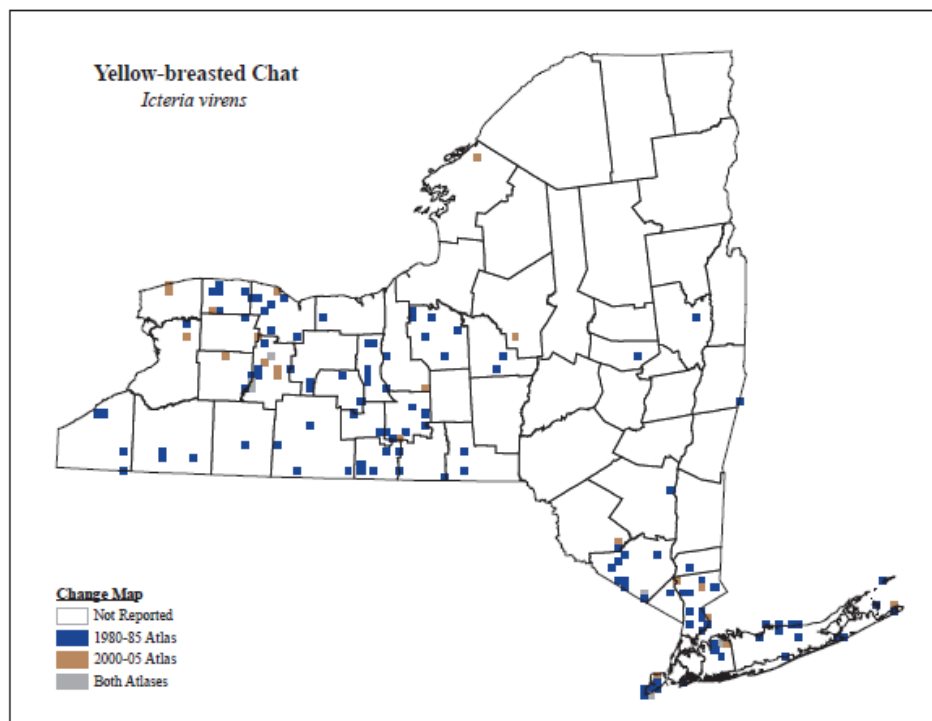 Yellow-breasted Chat
Icteria virens
Change Map
Not Reported
1980-85 Atlas
2000-05 Atlas
Both Atlases